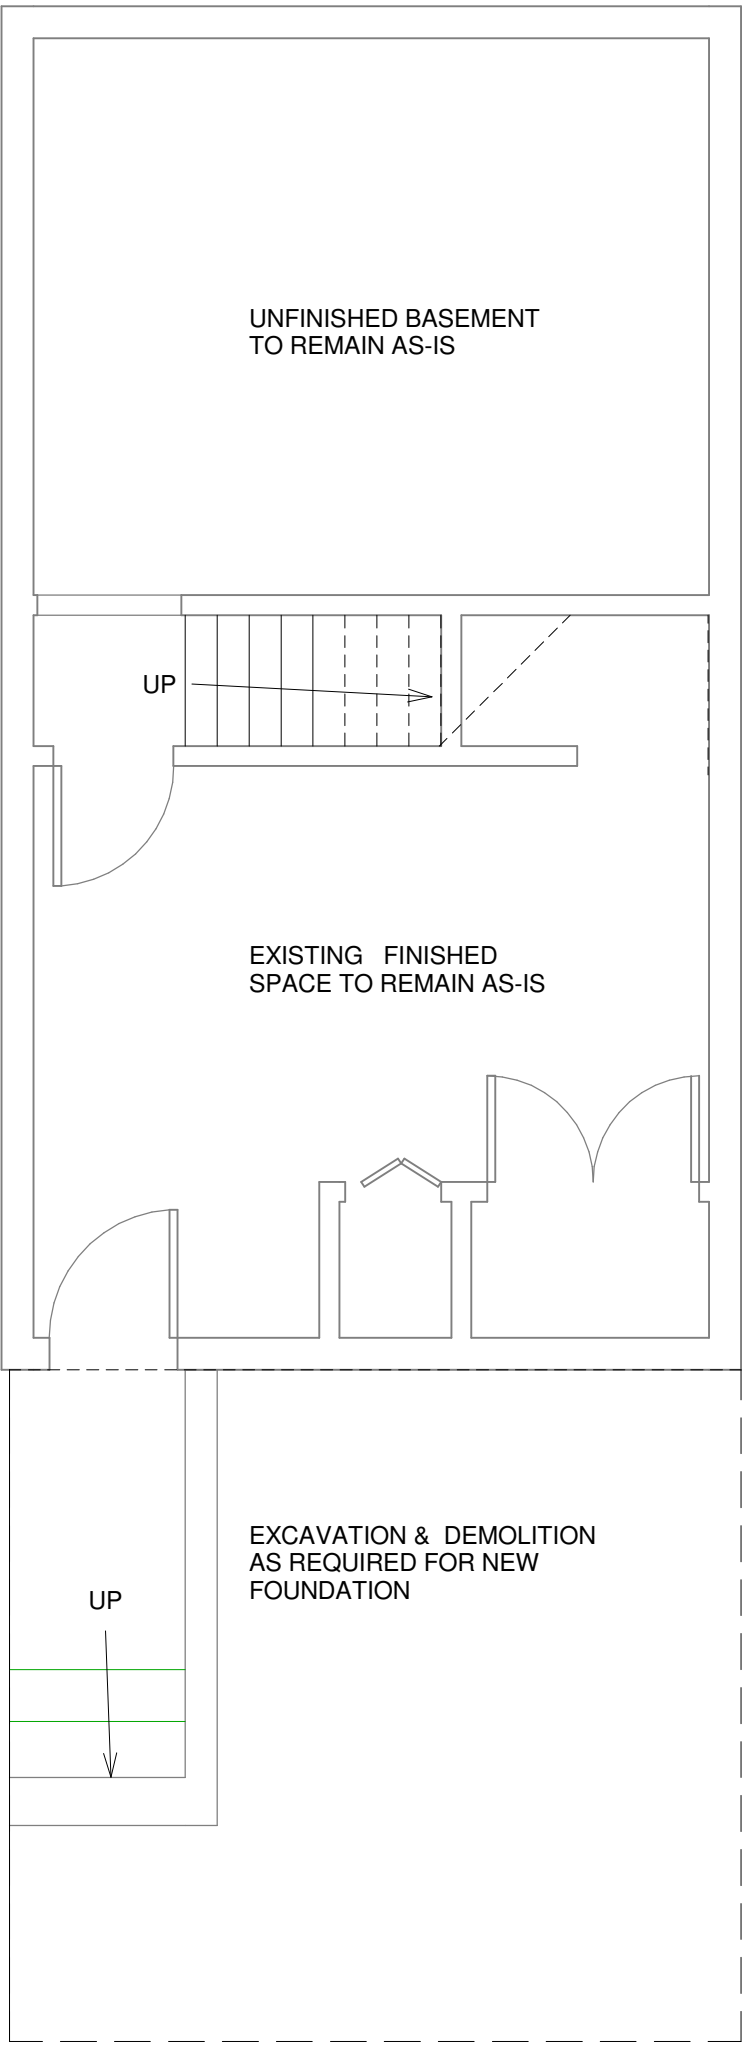 UNFINISHED BASEMENT
TO REMAIN AS-IS
UP
EXISTING FINISHED
SPACE TO REMAIN AS-IS
EXCAVATION & DEMOLITION
AS REQUIRED FOR NEW
FOUNDATION
UP